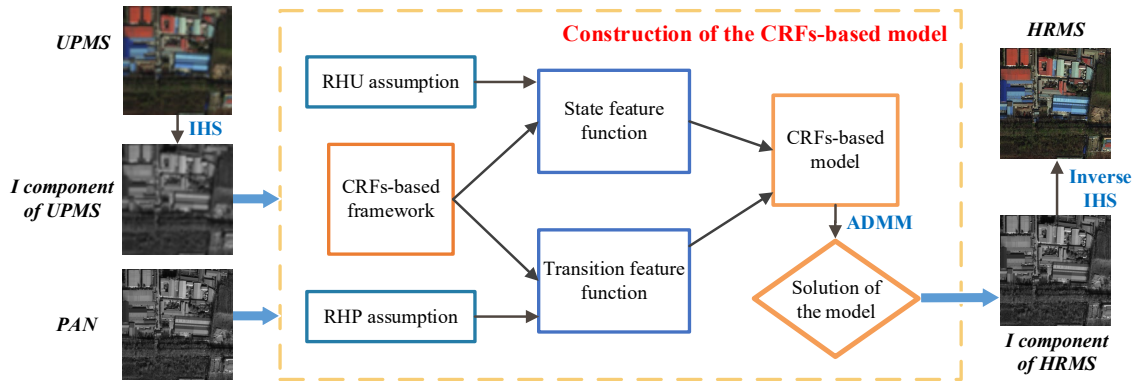 UPMS
IHS
I component
of UPMS
PAN
Construction of the CRFs-based model
RHU assumption
CRFs-based
framework
RHP assumption
State feature
function
Transition feature
function
CRFs-based
model
ADMM
Solution of
the model
HRMS
Inverse
IHS
I component
of HRMS